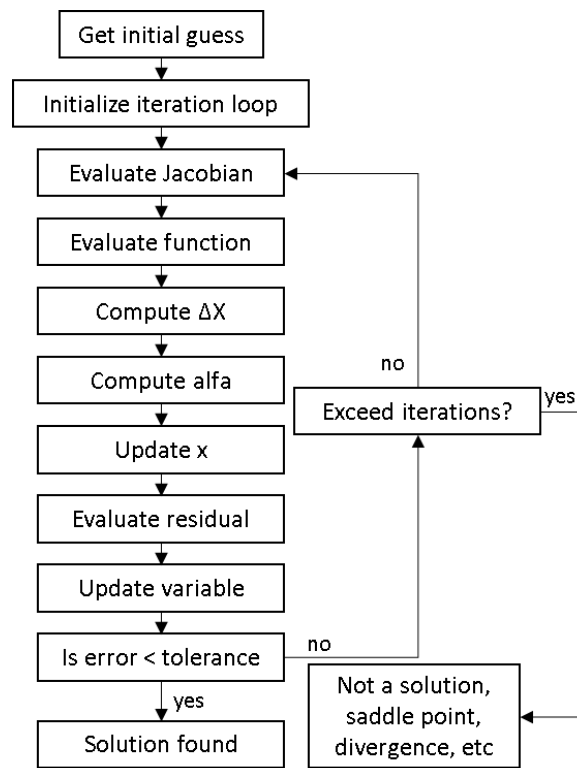 Get initial guess
Initialize iteration loop
Evaluate Jacobian
Evaluate function
Compute ΔX
Compute alfa
Update x
Evaluate residual
Update variable
Is error < tolerance
yes
Solution found
no
Exceed iterations?
no
yes
Not a solution,
saddle point,
divergence, etc